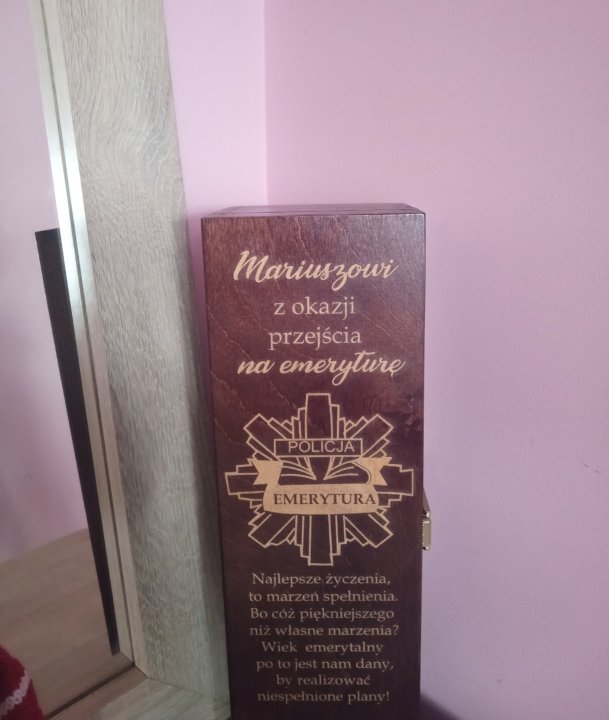 Mariuszowi
z okazji
przejścia
na emeryturę
POLICJA
EMERYTURA
Najlepsze życzenia,
to marzeń spełnienia.
Bo cóż piękniejszego
niż własne marzenia?
Wiek emerytalny
po to jest nam dany,
by realizować
niespełnione plany!